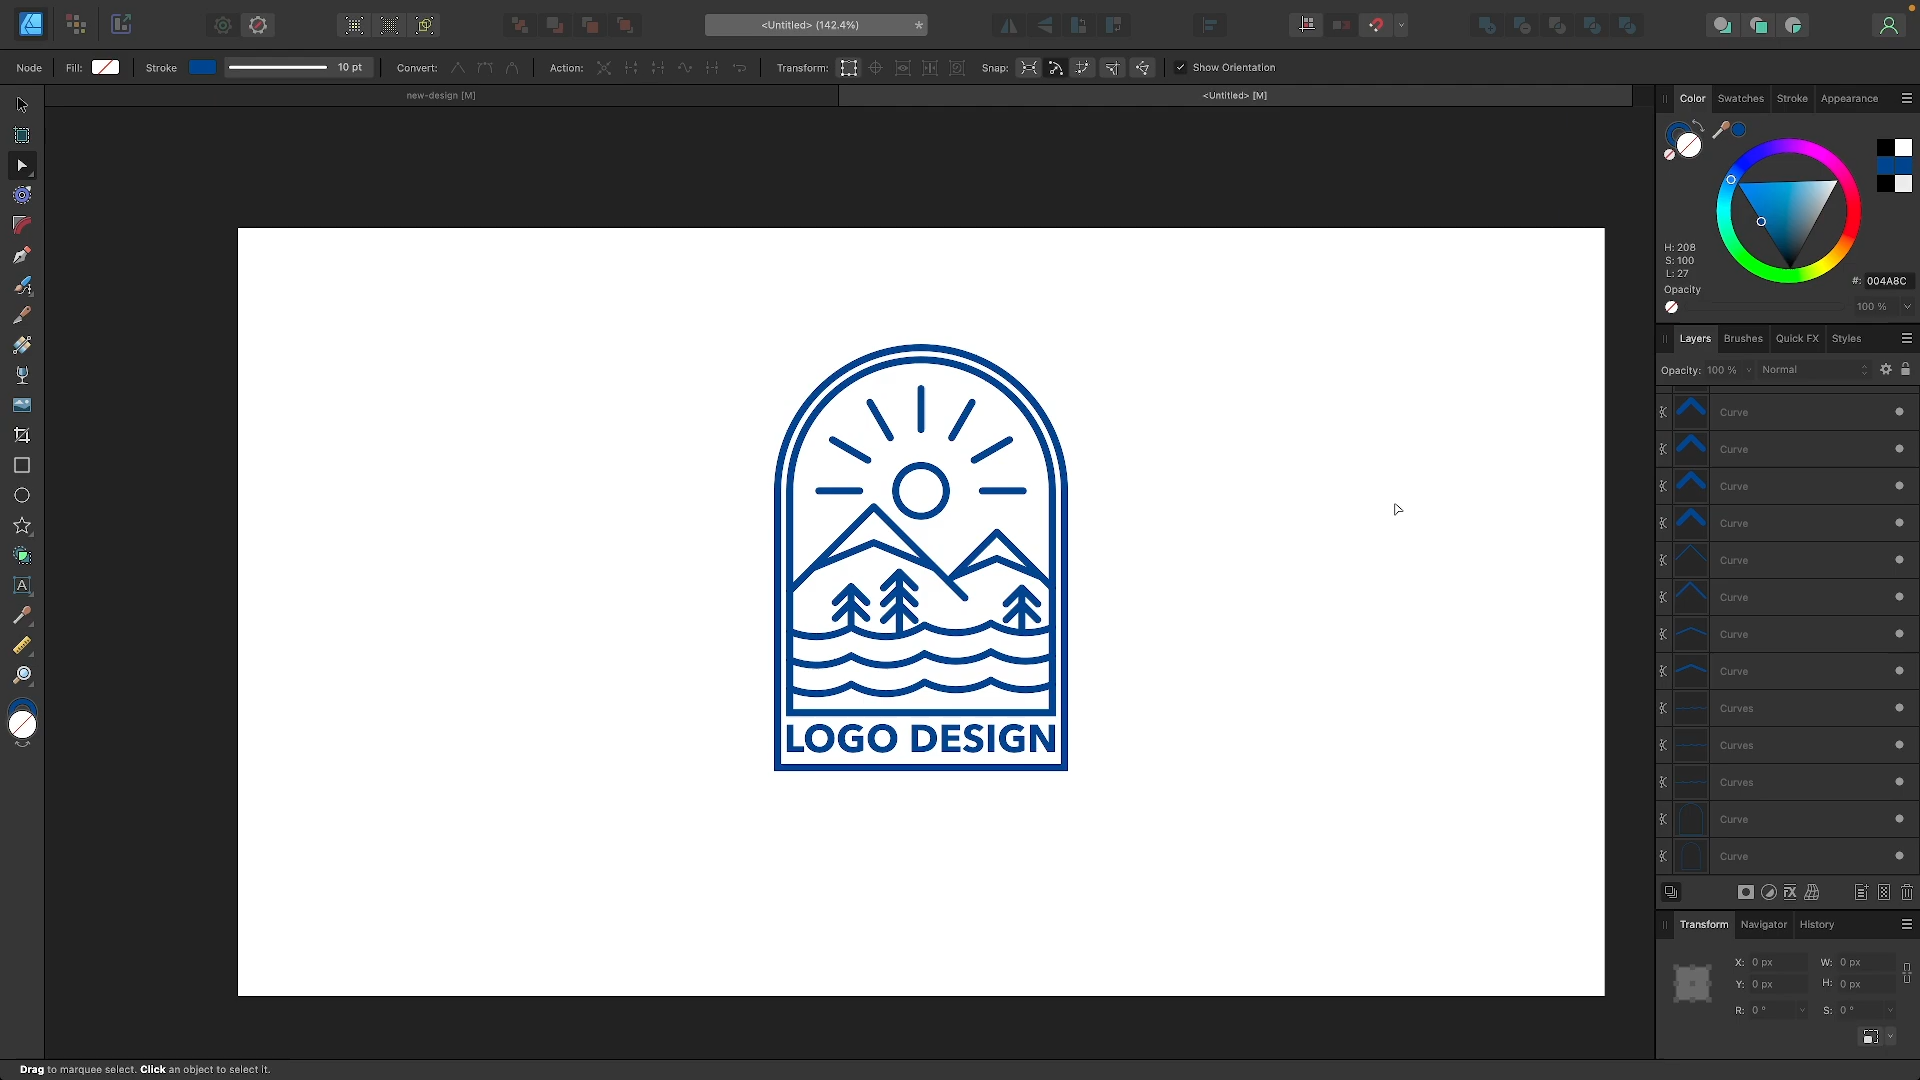 <Untitled> (142.4%) *
Node Fill: Stroke 10 pt Convert: Action: Transform: Snap: Show Orientation
new-design [M] <Untitled> [M]
Color Swatches Stroke Appearance
H: 208
S: 100
L: 27
#: 004A8C
Opacity
100 %
Layers Brushes Quick FX Styles
Opacity: 100 % Normal
Curve
Curve
Curve
Curve
Curve
Curve
Curve
Curve
Curves
Curves
Curves
Curve
Curve
LOGO DESIGN
Transform Navigator History
X: 0 px W: 0 px
Y: 0 px H: 0 px
R: 0 ° S: 0 °
Drag to marquee select. Click an object to select it.